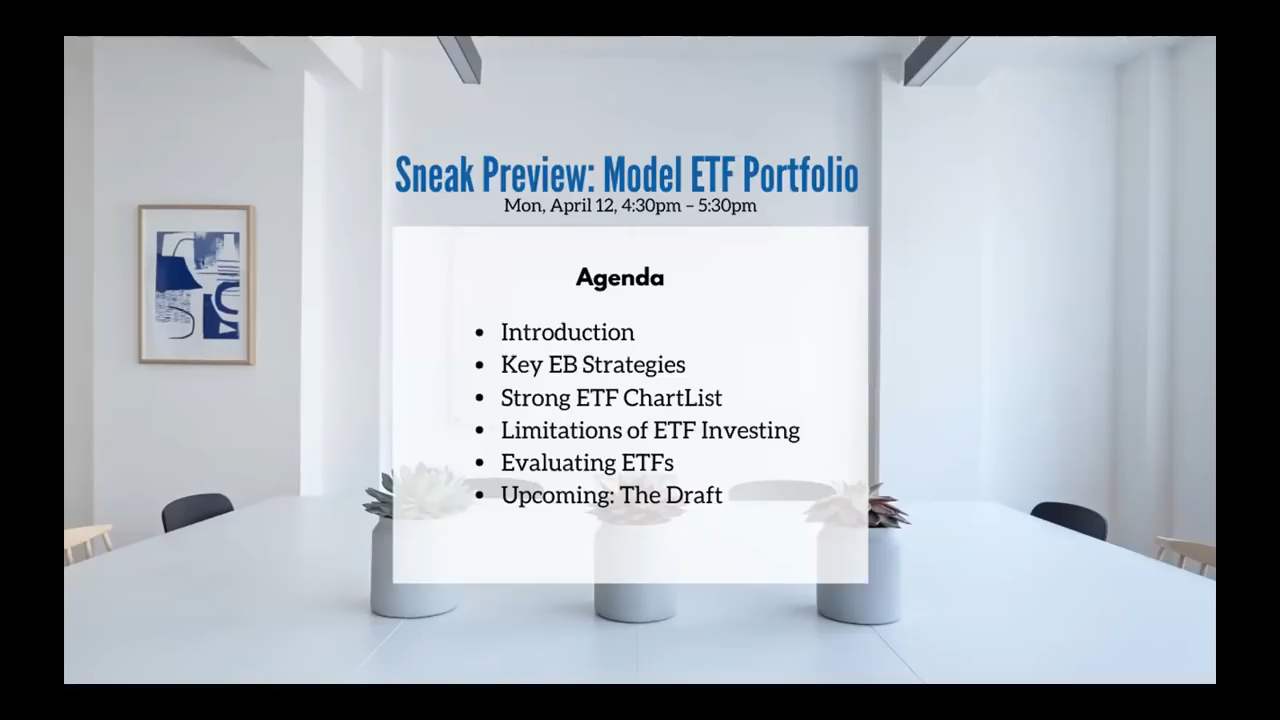 Sneak Preview: Model ETF Portfolio
Mon, April 12, 4:30pm – 5:30pm
Agenda
• Introduction
• Key EB Strategies
• Strong ETF ChartList
• Limitations of ETF Investing
• Evaluating ETFs
• Upcoming: The Draft